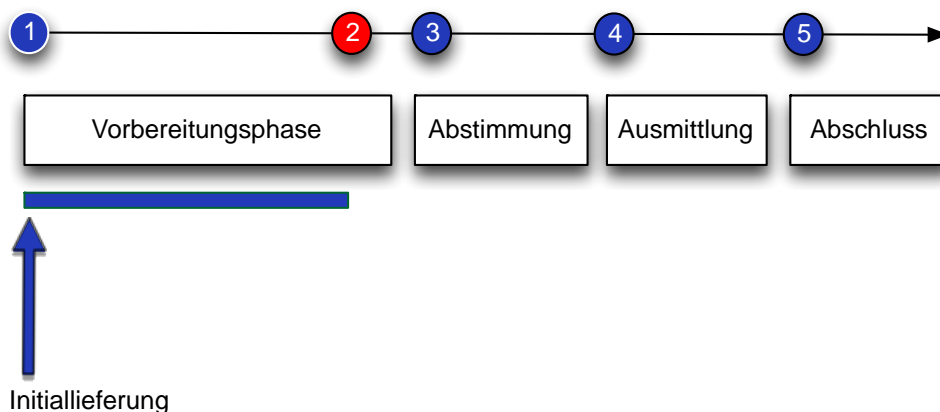 1 2 3 4 5
Vorbereitungsphase Abstimmung Ausmittlung Abschluss
Initiallieferung